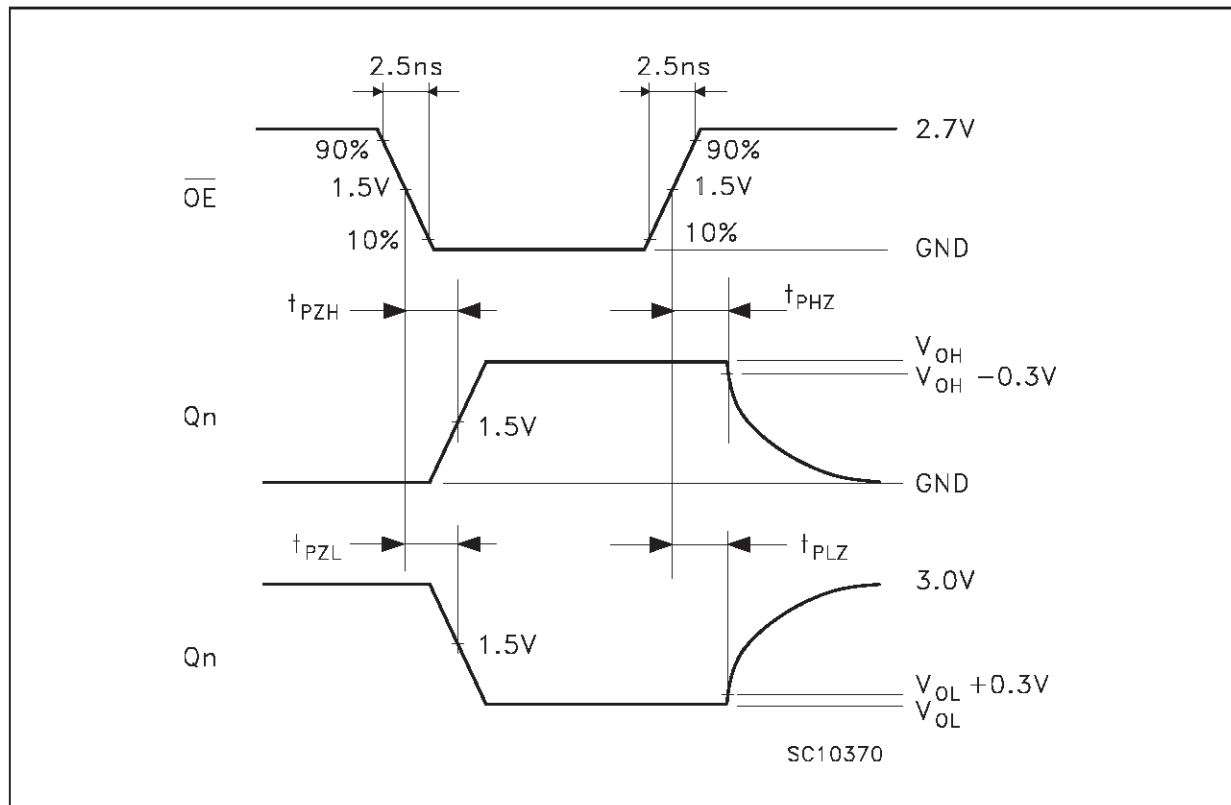 2.5ns 2.5ns
2.7V
90% 90%
O̅E̅ 1.5V 1.5V
10% 10%
GND
tPZH tPHZ
VOH
VOH −0.3V
Qn 1.5V
GND
tPZL tPLZ
3.0V
1.5V
Qn
VOL +0.3V
VOL
SC10370